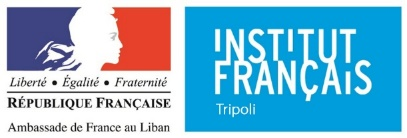 Liberté • Égalité • Fraternité
RÉPUBLIQUE FRANÇAISE
Ambassade de France au Liban
INSTITUT
FRANÇAIS
Tripoli